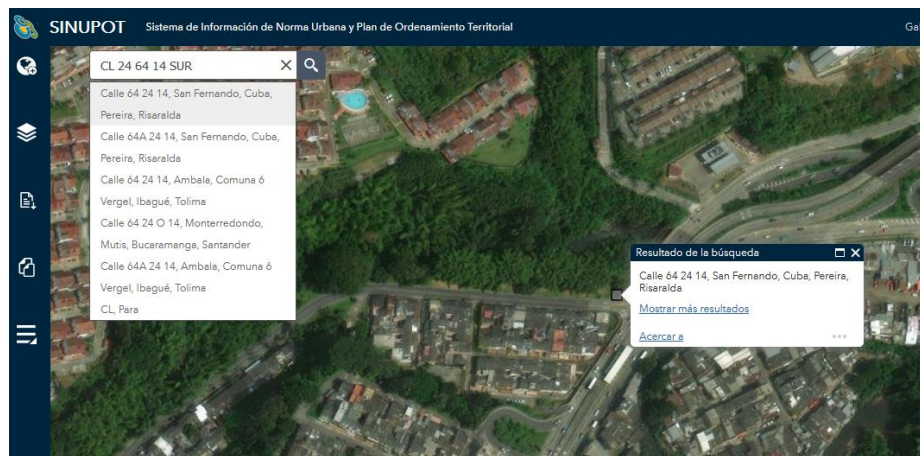 SINUPOT Sistema de Información de Norma Urbana y Plan de Ordenamiento Territorial
CL 24 64 14 SUR
Calle 64 24 14, San Fernando, Cuba,
Pereira, Risaralda
Calle 64A 24 14, San Fernando, Cuba,
Pereira, Risaralda
Calle 64 24 14, Ambala, Comuna 6
Vergel, Ibagué, Tolima
Calle 64 24 O 14, Monterredondo,
Mutis, Bucaramanga, Santander
Calle 64A 24 14, Ambala, Comuna 6
Vergel, Ibagué, Tolima
CL, Para
Resultado de la búsqueda
Calle 64 24 14, San Fernando, Cuba, Pereira,
Risaralda
Mostrar más resultados
Acercar a